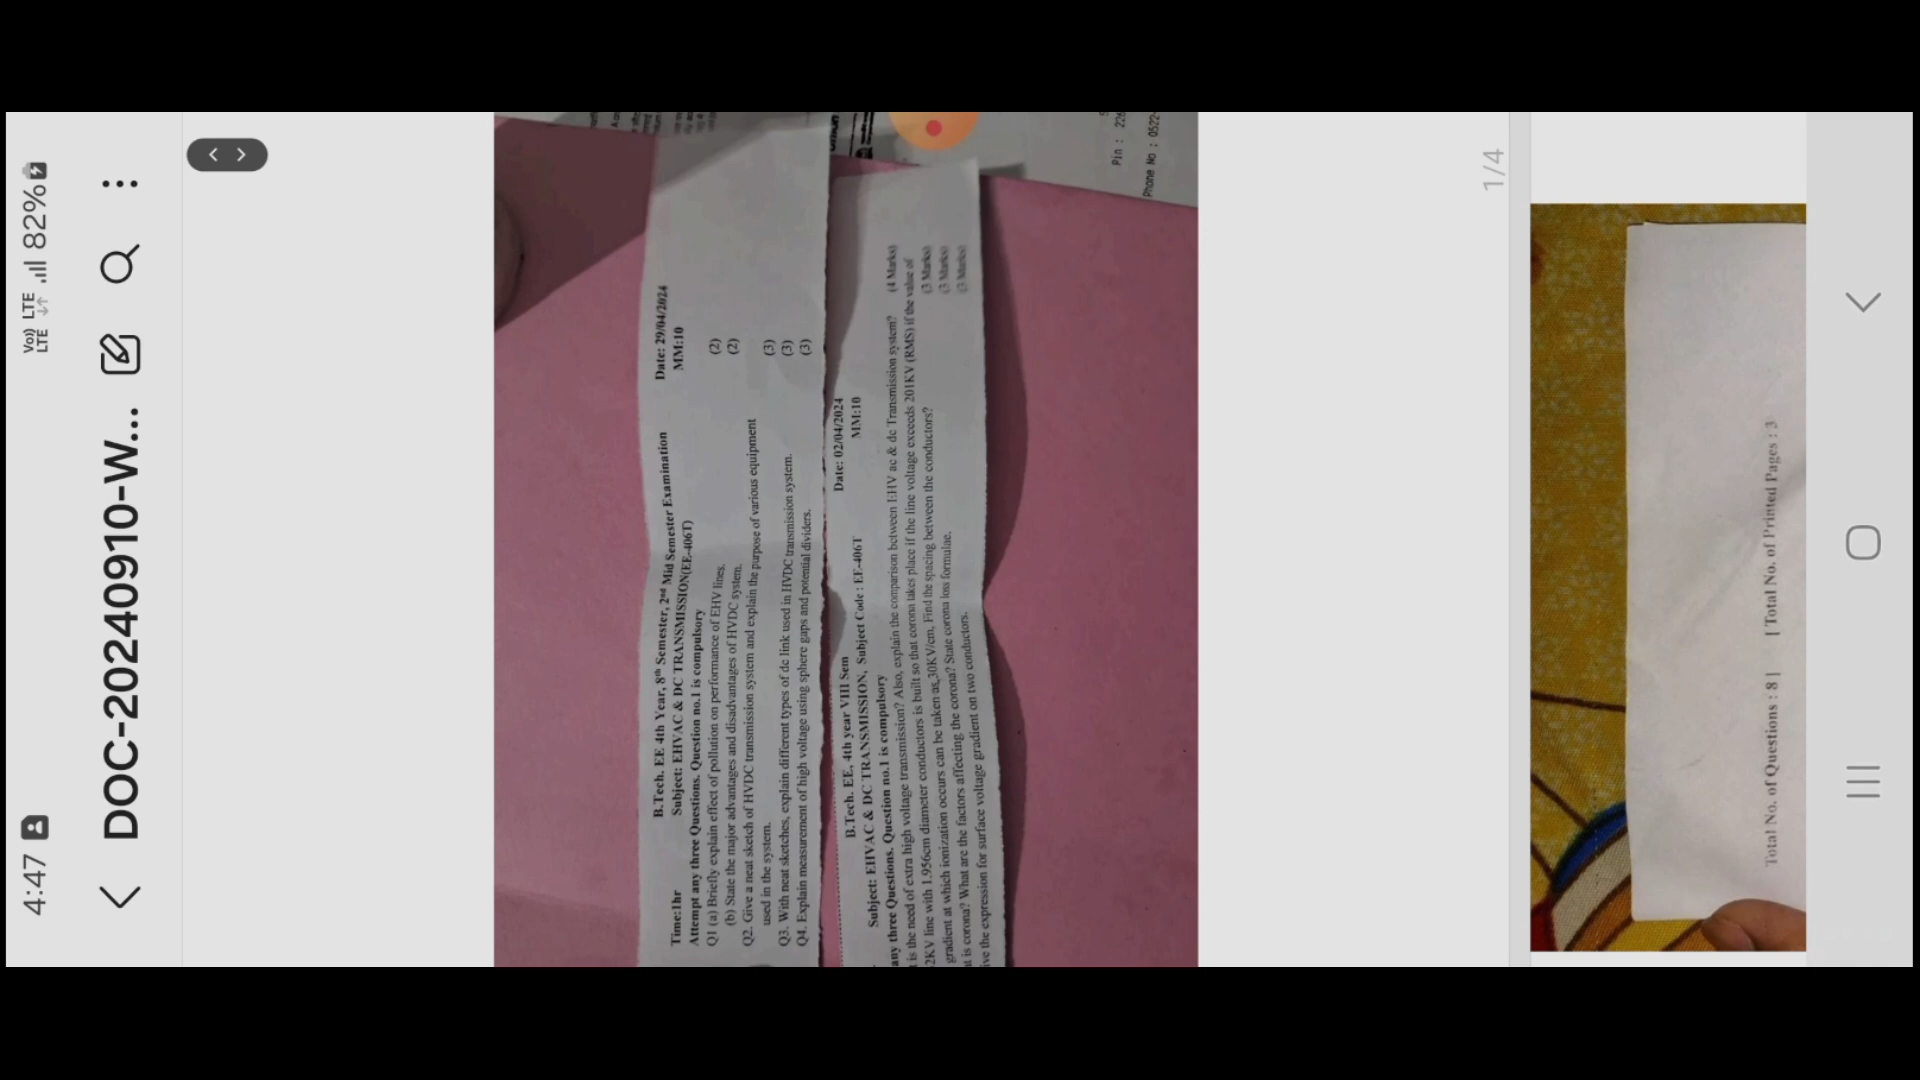 4:47
Vo)) LTE
LTE
82%
DOC-20240910-W...
B.Tech. EE 4th Year, 8th Semester, 2nd Mid Semester Examination
Date: 29/04/2024
Subject: EHVAC & DC TRANSMISSION(EE-406T)
Time:1hr
MM:10
Attempt any three Questions. Question no.1 is compulsory
Q1 (a) Briefly explain effect of pollution on performance of EHV lines. (2)
(b) State the major advantages and disadvantages of HVDC system. (2)
Q2. Give a neat sketch of HVDC transmission system and explain the purpose of various equipment
used in the system. (3)
Q3. With neat sketches, explain different types of dc link used in HVDC transmission system. (3)
Q4. Explain measurement of high voltage using sphere gaps and potential dividers. (3)
B.Tech. EE, 4th year VIII Sem
Date: 02/04/2024
Subject: EHVAC & DC TRANSMISSION, Subject Code : EE-406T
MM:10
any three Questions. Question no.1 is compulsory
is the need of extra high voltage transmission? Also, explain the comparison between EHV ac & dc Transmission system? (4 Marks)
2KV line with 1.956cm diameter conductors is built so that corona takes place if the line voltage exceeds 201KV (RMS) if the value of
gradient at which ionization occurs can be taken as 30KV/cm, Find the spacing between the conductors? (3 Marks)
is corona? What are the factors affecting the corona? State corona loss formulae. (3 Marks)
ive the expression for surface voltage gradient on two conductors. (3 Marks)
Pin : 226
Phone No : 0522-
1/4
Total No. of Questions : 8] [Total No. of Printed Pages : 3